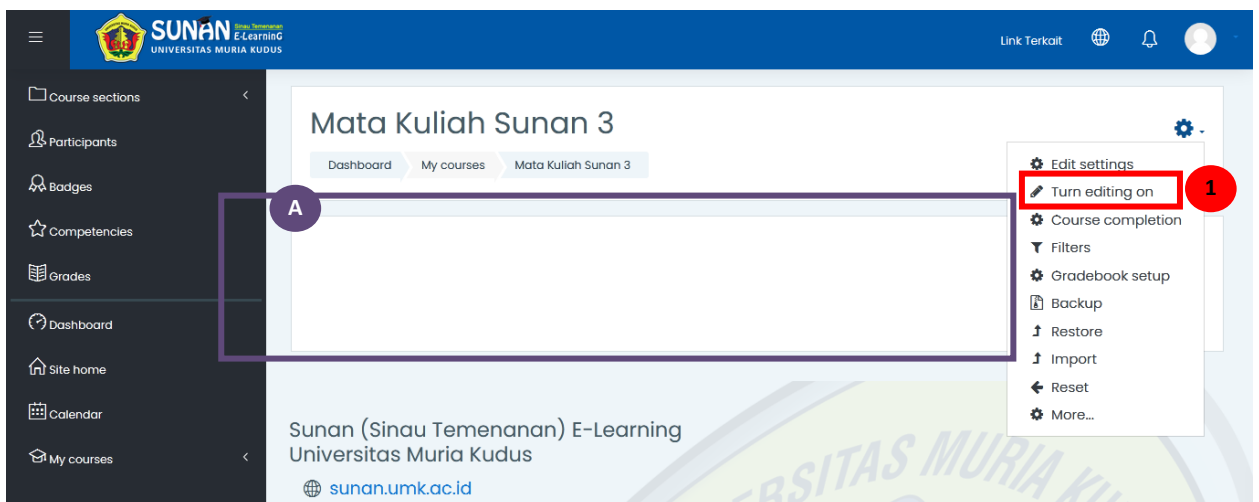 SUNAN Sinau Temenanan E-Learning
UNIVERSITAS MURIA KUDUS
Link Terkait
Course sections
Participants
Badges
Competencies
Grades
Dashboard
Site home
Calendar
My courses
Mata Kuliah Sunan 3
Dashboard My courses Mata Kuliah Sunan 3
A
Edit settings
Turn editing on
1
Course completion
Filters
Gradebook setup
Backup
Restore
Import
Reset
More...
Sunan (Sinau Temenanan) E-Learning
Universitas Muria Kudus
sunan.umk.ac.id
ERSITAS MURIA KU